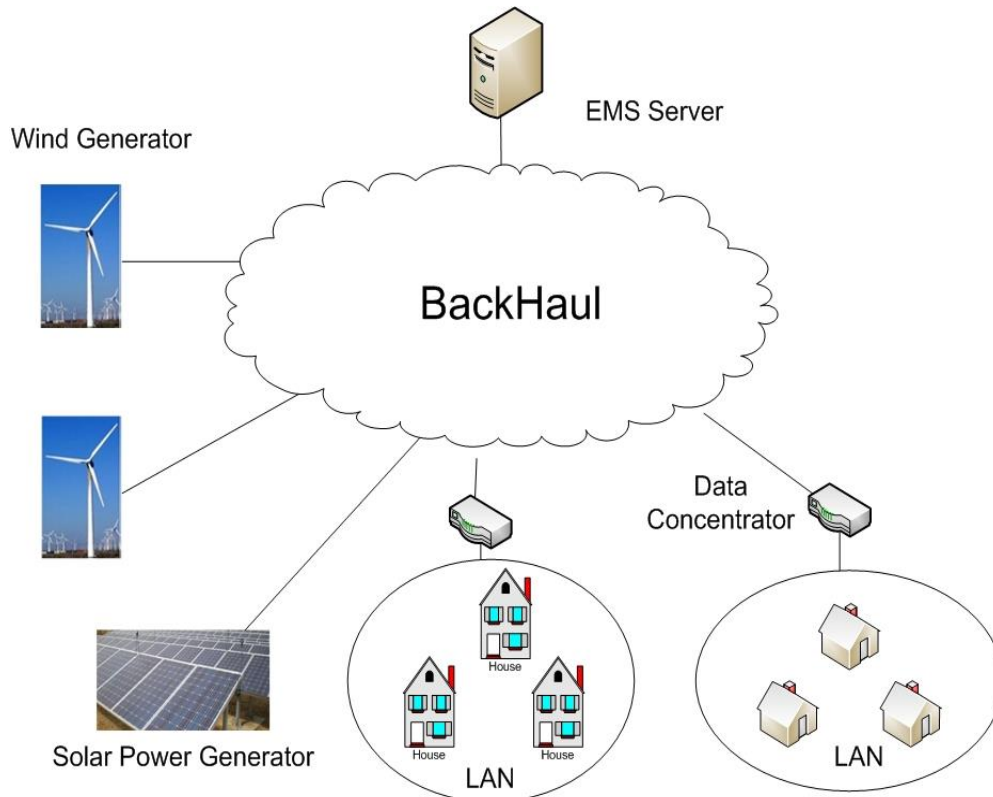 EMS Server
Wind Generator
BackHaul
Data
Concentrator
House
House
House
Solar Power Generator
LAN
LAN